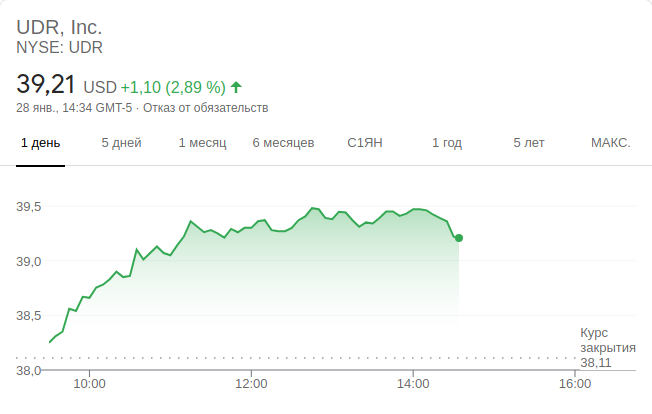 UDR, Inc.
NYSE: UDR
39,21 USD +1,10 (2,89 %)
28 янв., 14:34 GMT-5 · Отказ от обязательств
1 день 5 дней 1 месяц 6 месяцев С1ЯН 1 год 5 лет МАКС.
39,5
39,0
38,5
Курс
закрытия
38,11
38,0
10:00 12:00 14:00 16:00